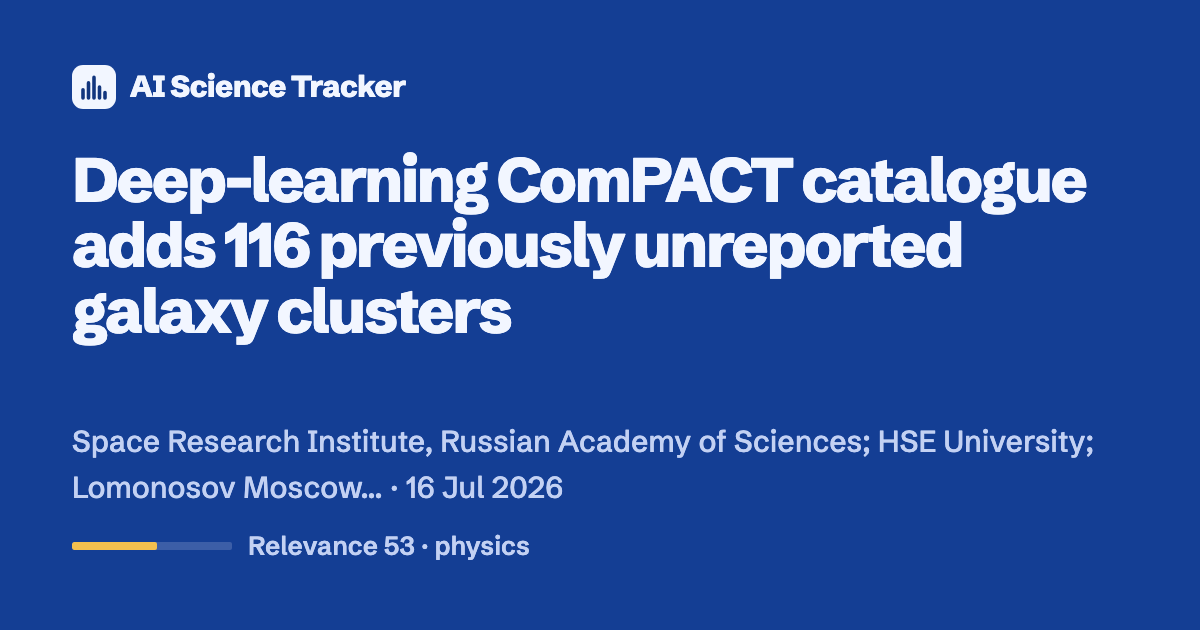 AI Science Tracker
Deep-learning ComPACT catalogue
adds 116 previously unreported
galaxy clusters
Space Research Institute, Russian Academy of Sciences; HSE University;
Lomonosov Moscow... · 16 Jul 2026
Relevance 53 · physics